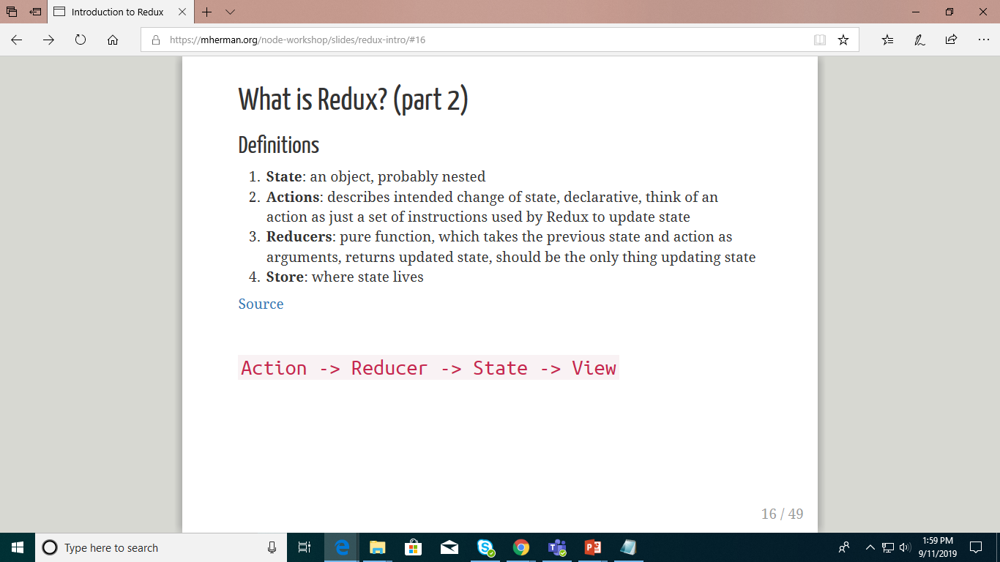 Introduction to Redux
https://mherman.org/node-workshop/slides/redux-intro/#16
What is Redux? (part 2)
Definitions
1. State: an object, probably nested
2. Actions: describes intended change of state, declarative, think of an
action as just a set of instructions used by Redux to update state
3. Reducers: pure function, which takes the previous state and action as
arguments, returns updated state, should be the only thing updating state
4. Store: where state lives
Source
Action -> Reducer -> State -> View
16 / 49
Type here to search
1:59 PM
9/11/2019